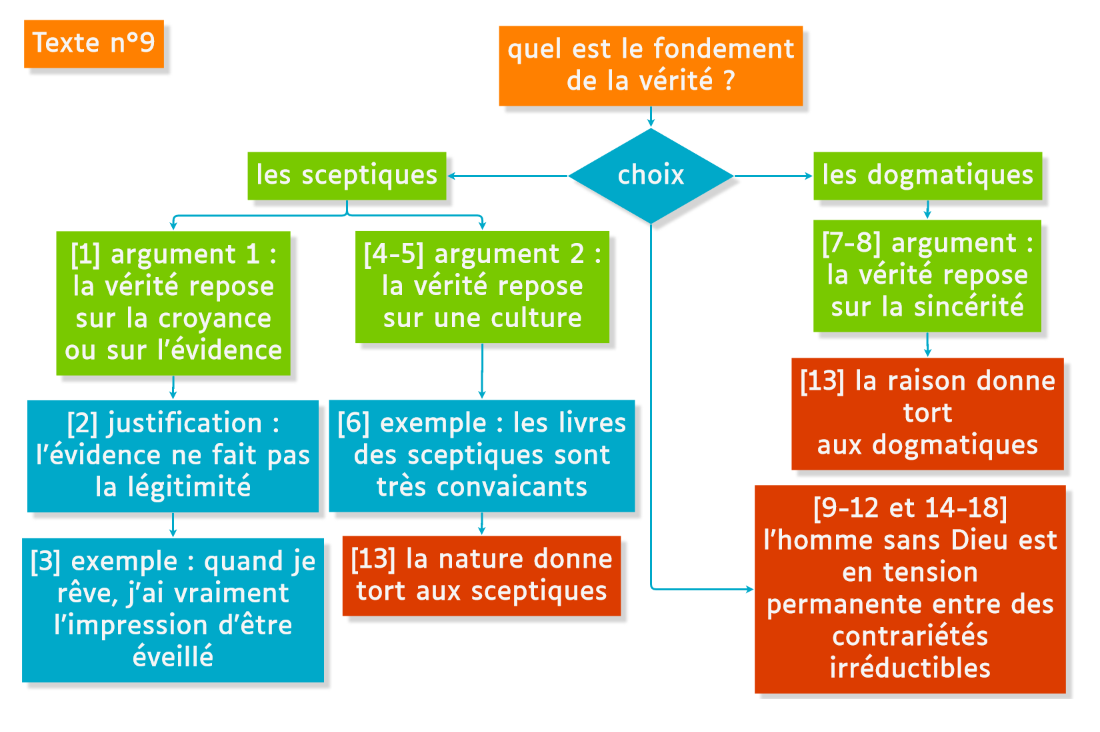 Texte n°9
quel est le fondement
de la vérité ?
choix
les sceptiques
les dogmatiques
[1] argument 1 :
la vérité repose
sur la croyance
ou sur l'évidence
[4-5] argument 2 :
la vérité repose
sur une culture
[7-8] argument :
la vérité repose
sur la sincérité
[2] justification :
l'évidence ne fait pas
la légitimité
[6] exemple : les livres
des sceptiques sont
très convaicants
[13] la raison donne
tort
aux dogmatiques
[3] exemple : quand je
rêve, j'ai vraiment
l'impression d'être
éveillé
[13] la nature donne
tort aux sceptiques
[9-12 et 14-18]
l'homme sans Dieu est
en tension
permanente entre des
contrariétés
irréductibles